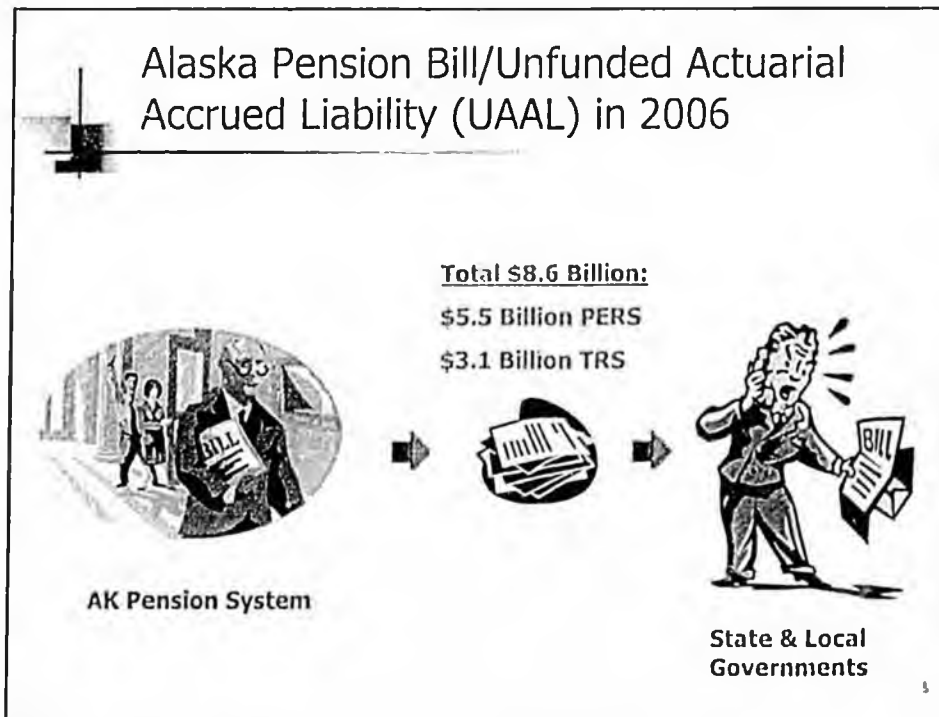 Alaska Pension Bill/Unfunded Actuarial
Accrued Liability (UAAL) in 2006
Total $8.6 Billion:
$5.5 Billion PERS
$3.1 Billion TRS
BILL
BILL
AK Pension System
State & Local
Governments